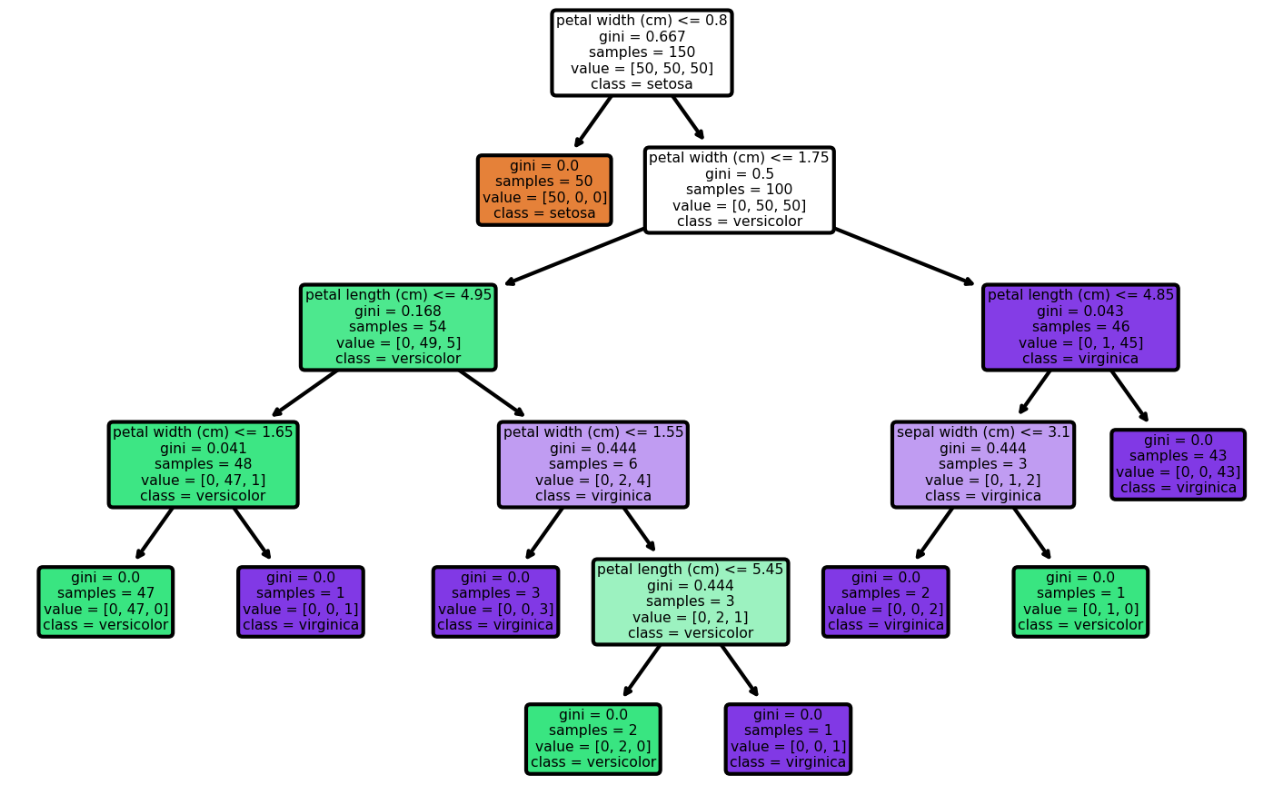 petal width (cm) <= 0.8
gini = 0.667
samples = 150
value = [50, 50, 50]
class = setosa
gini = 0.0
samples = 50
value = [50, 0, 0]
class = setosa
petal width (cm) <= 1.75
gini = 0.5
samples = 100
value = [0, 50, 50]
class = versicolor
petal length (cm) <= 4.95
gini = 0.168
samples = 54
value = [0, 49, 5]
class = versicolor
petal length (cm) <= 4.85
gini = 0.043
samples = 46
value = [0, 1, 45]
class = virginica
petal width (cm) <= 1.65
gini = 0.041
samples = 48
value = [0, 47, 1]
class = versicolor
petal width (cm) <= 1.55
gini = 0.444
samples = 6
value = [0, 2, 4]
class = virginica
sepal width (cm) <= 3.1
gini = 0.444
samples = 3
value = [0, 1, 2]
class = virginica
gini = 0.0
samples = 43
value = [0, 0, 43]
class = virginica
gini = 0.0
samples = 47
value = [0, 47, 0]
class = versicolor
gini = 0.0
samples = 1
value = [0, 0, 1]
class = virginica
gini = 0.0
samples = 3
value = [0, 0, 3]
class = virginica
petal length (cm) <= 5.45
gini = 0.444
samples = 3
value = [0, 2, 1]
class = versicolor
gini = 0.0
samples = 2
value = [0, 0, 2]
class = virginica
gini = 0.0
samples = 1
value = [0, 1, 0]
class = versicolor
gini = 0.0
samples = 2
value = [0, 2, 0]
class = versicolor
gini = 0.0
samples = 1
value = [0, 0, 1]
class = virginica